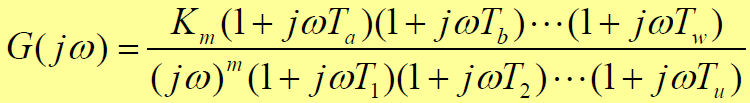 G(jω) = K_m(1 + jωT_a)(1 + jωT_b)⋯(1 + jωT_w) / (jω)^m(1 + jωT_1)(1 + jωT_2)⋯(1 + jωT_u)